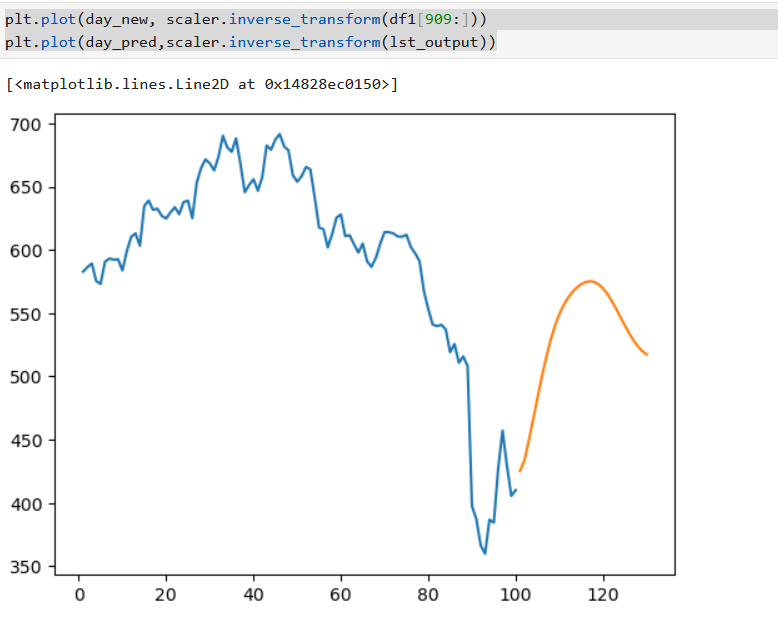 plt.plot(day_new, scaler.inverse_transform(df1[909:]))
plt.plot(day_pred,scaler.inverse_transform(lst_output))
[<matplotlib.lines.Line2D at 0x14828ec0150>]
700
650
600
550
500
450
400
350
0 20 40 60 80 100 120